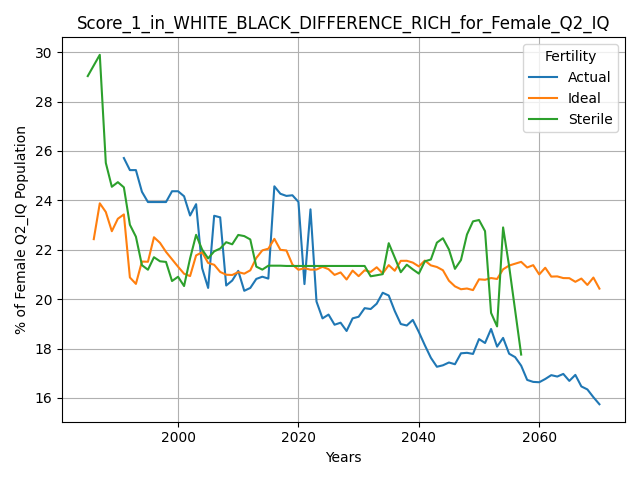 Score_1_in_WHITE_BLACK_DIFFERENCE_RICH_for_Female_Q2_IQ
Fertility
Actual
Ideal
Sterile
% of Female Q2_IQ Population
30
28
26
24
22
20
18
16
2000
2020
2040
2060
Years